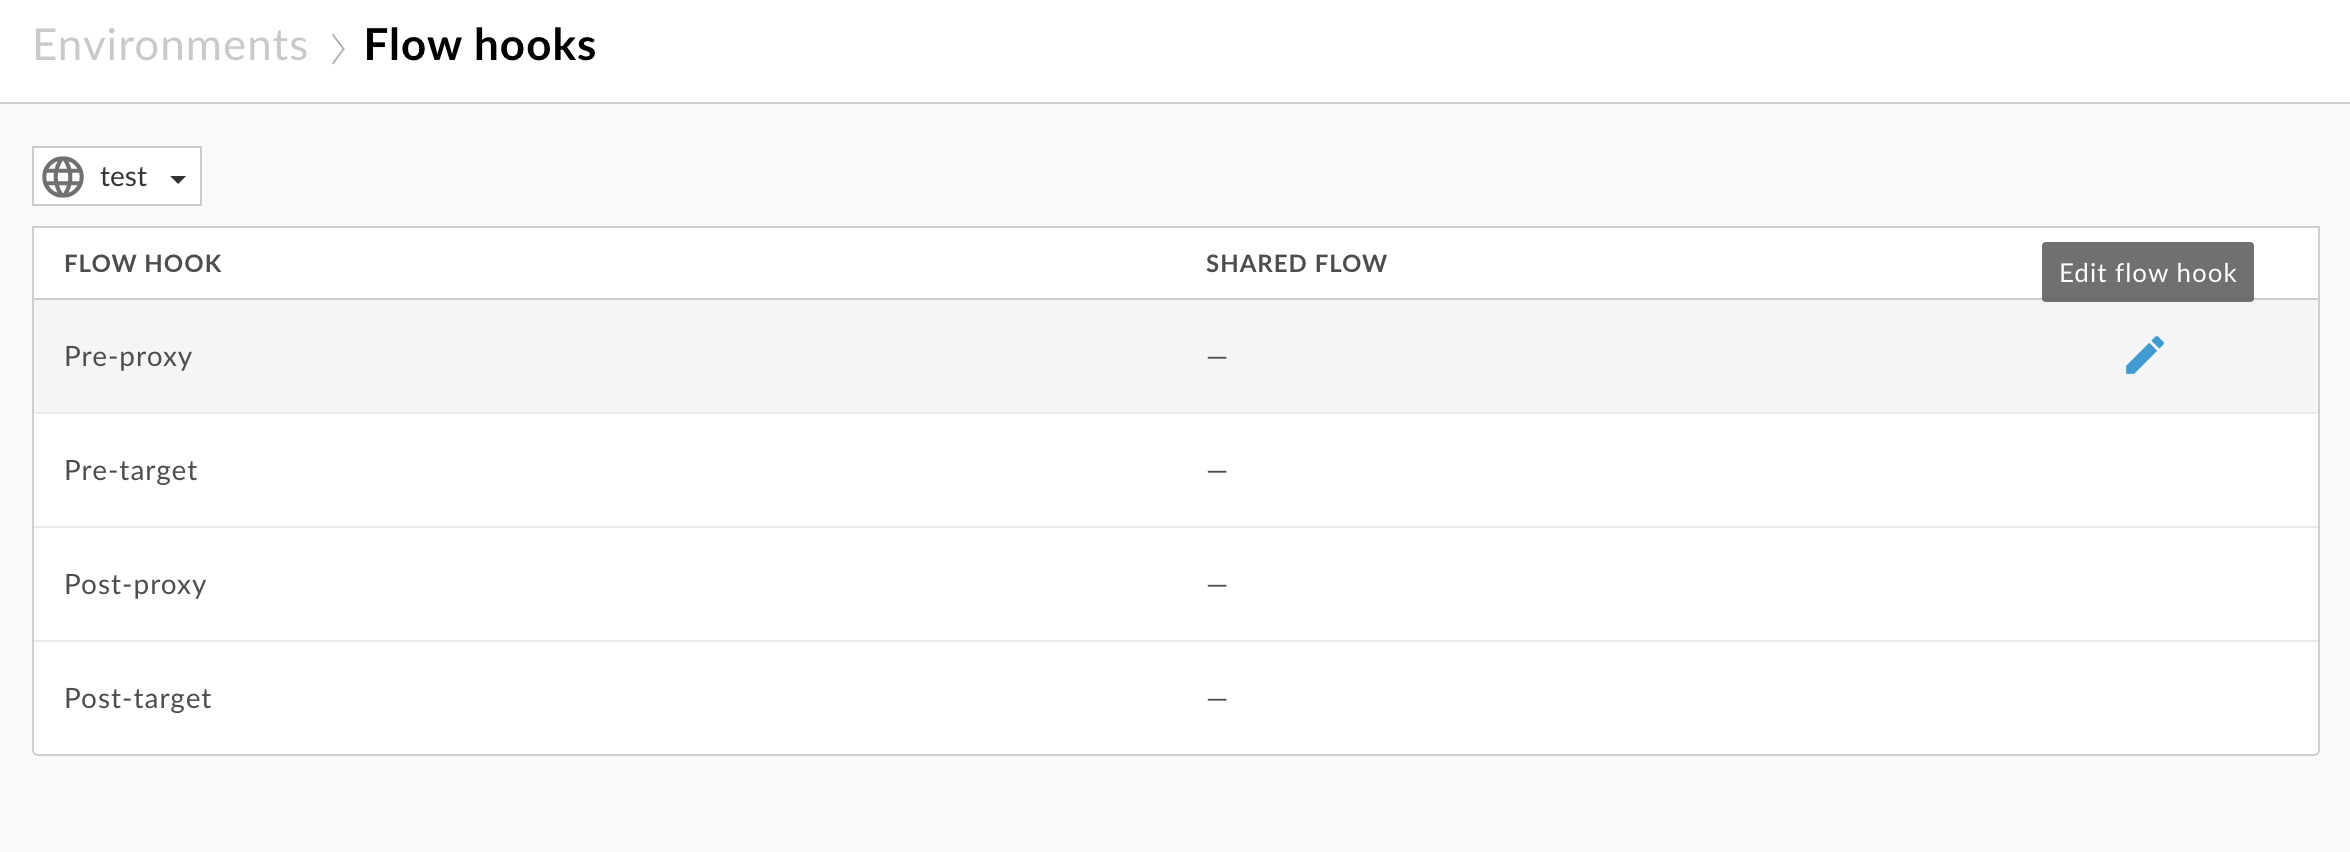 Environments > Flow hooks
test
FLOW HOOK SHARED FLOW Edit flow hook
Pre-proxy —
Pre-target —
Post-proxy —
Post-target —